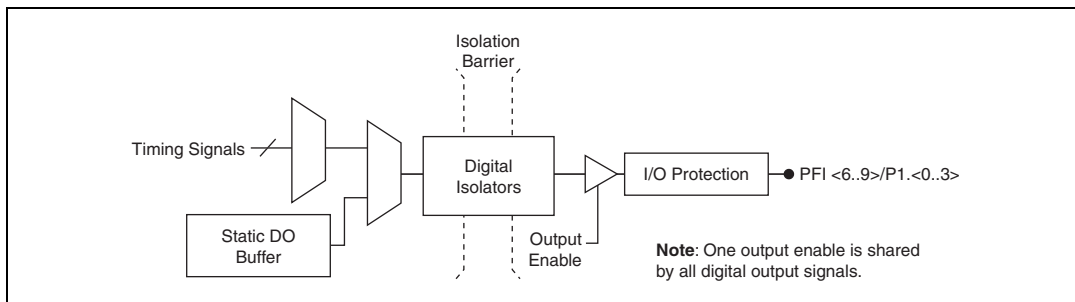 Isolation
Barrier
Timing Signals
Digital
Isolators
I/O Protection
PFI <6..9>/P1.<0..3>
Static DO
Buffer
Output
Enable
Note: One output enable is shared
by all digital output signals.